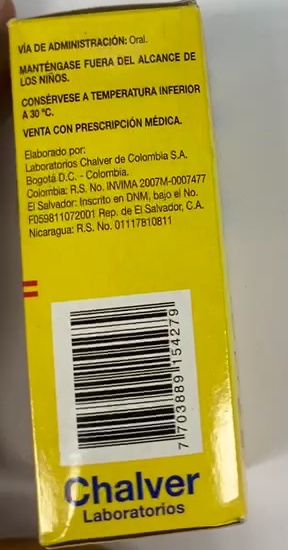 VÍA DE ADMINISTRACIÓN: Oral.
MANTÉNGASE FUERA DEL ALCANCE DE
LOS NIÑOS.
CONSÉRVESE A TEMPERATURA INFERIOR
A 30 °C.
VENTA CON PRESCRIPCIÓN MÉDICA.
Elaborado por:
Laboratorios Chalver de Colombia S.A.
Bogotá D.C. - Colombia.
Colombia: R.S. No. INVIMA 2007M-0007477
El Salvador: Inscrito en DNM, bajo el No.
F059811072001 Rep. de El Salvador, C.A.
Nicaragua: R.S. No. 01117810811
7 703889 154279
Chalver
Laboratorios